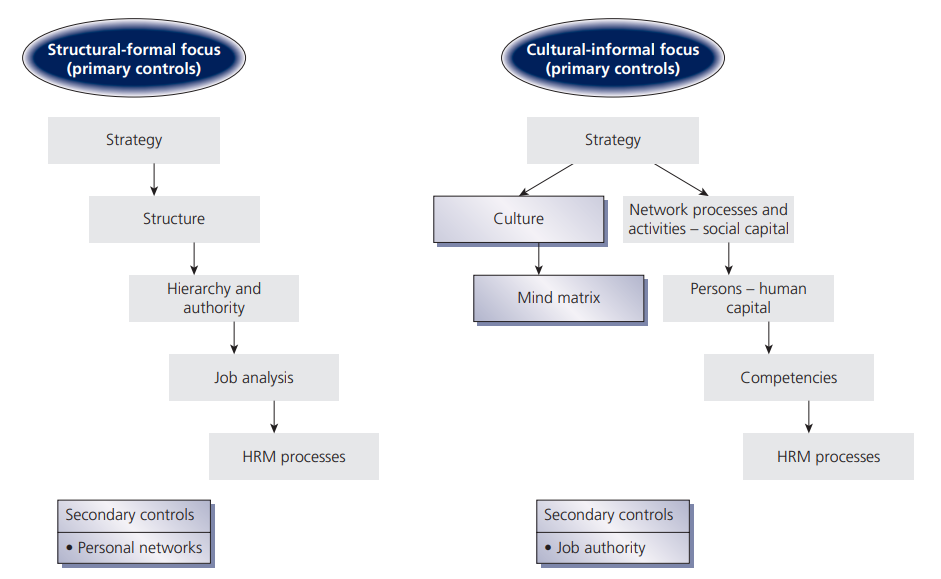 Structural-formal focus
(primary controls)
Strategy
Structure
Hierarchy and
authority
Job analysis
HRM processes
Secondary controls
• Personal networks
Cultural-informal focus
(primary controls)
Strategy
Culture
Network processes and
activities – social capital
Mind matrix
Persons – human
capital
Competencies
HRM processes
Secondary controls
• Job authority